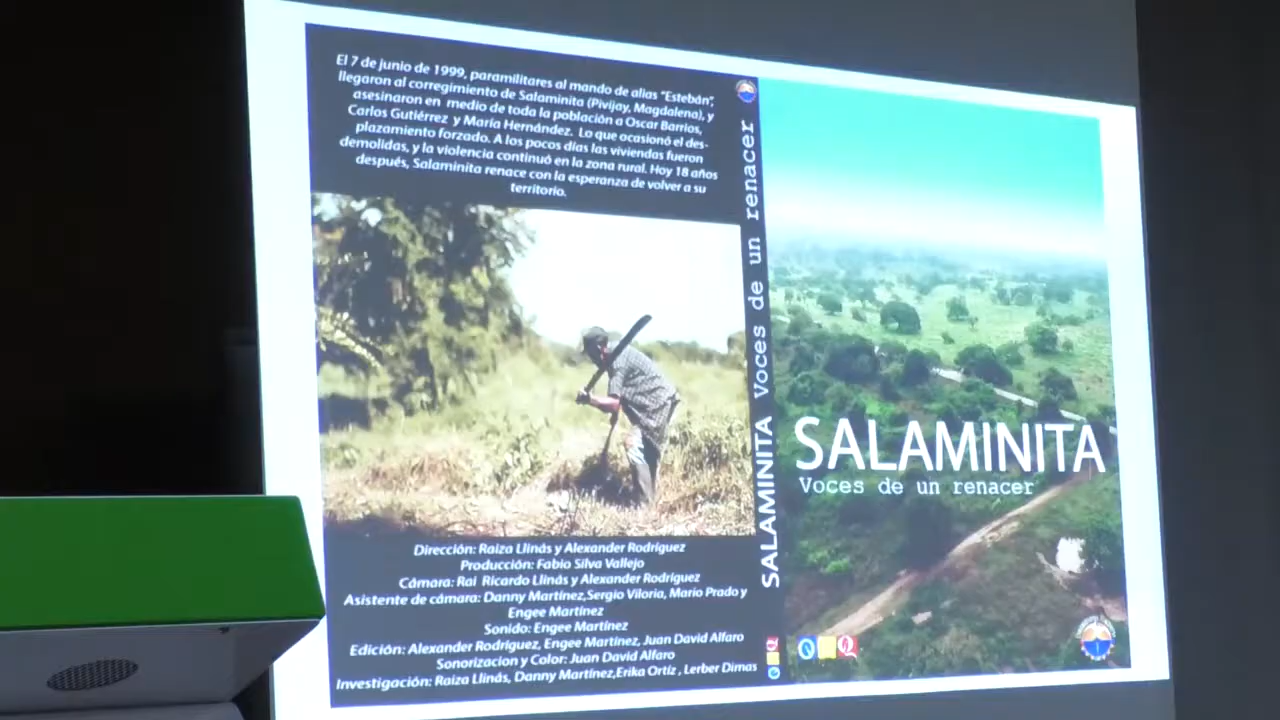 El 7 de junio de 1999, paramilitares al mando de alias "Estebán",
llegaron al corregimiento de Salaminita (Pivijay, Magdalena), y
asesinaron en medio de toda la población a Oscar Barrios,
Carlos Gutiérrez y María Hernández. Lo que ocasionó el des-
plazamiento forzado. A los pocos días las viviendas fueron
demolidas, y la violencia continuó en la zona rural. Hoy 18 años
después, Salaminita renace con la esperanza de volver a su
territorio.
Dirección: Raiza Llinás y Alexander Rodríguez
Producción: Fabio Silva Vallejo
Cámara: Rai Ricardo Llinás y Alexander Rodríguez
Asistente de cámara: Danny Martínez,Sergio Viloria, Mario Prado y
Engee Martínez
Sonido: Engee Martínez
Edición: Alexander Rodríguez, Engee Martínez, Juan David Alfaro
Sonorizacion y Color: Juan David Alfaro
Investigación: Raiza Llinás, Danny Martínez,Erika Ortiz , Lerber Dimas
SALAMINITA Voces de un renacer
SALAMINITA
Voces de un renacer